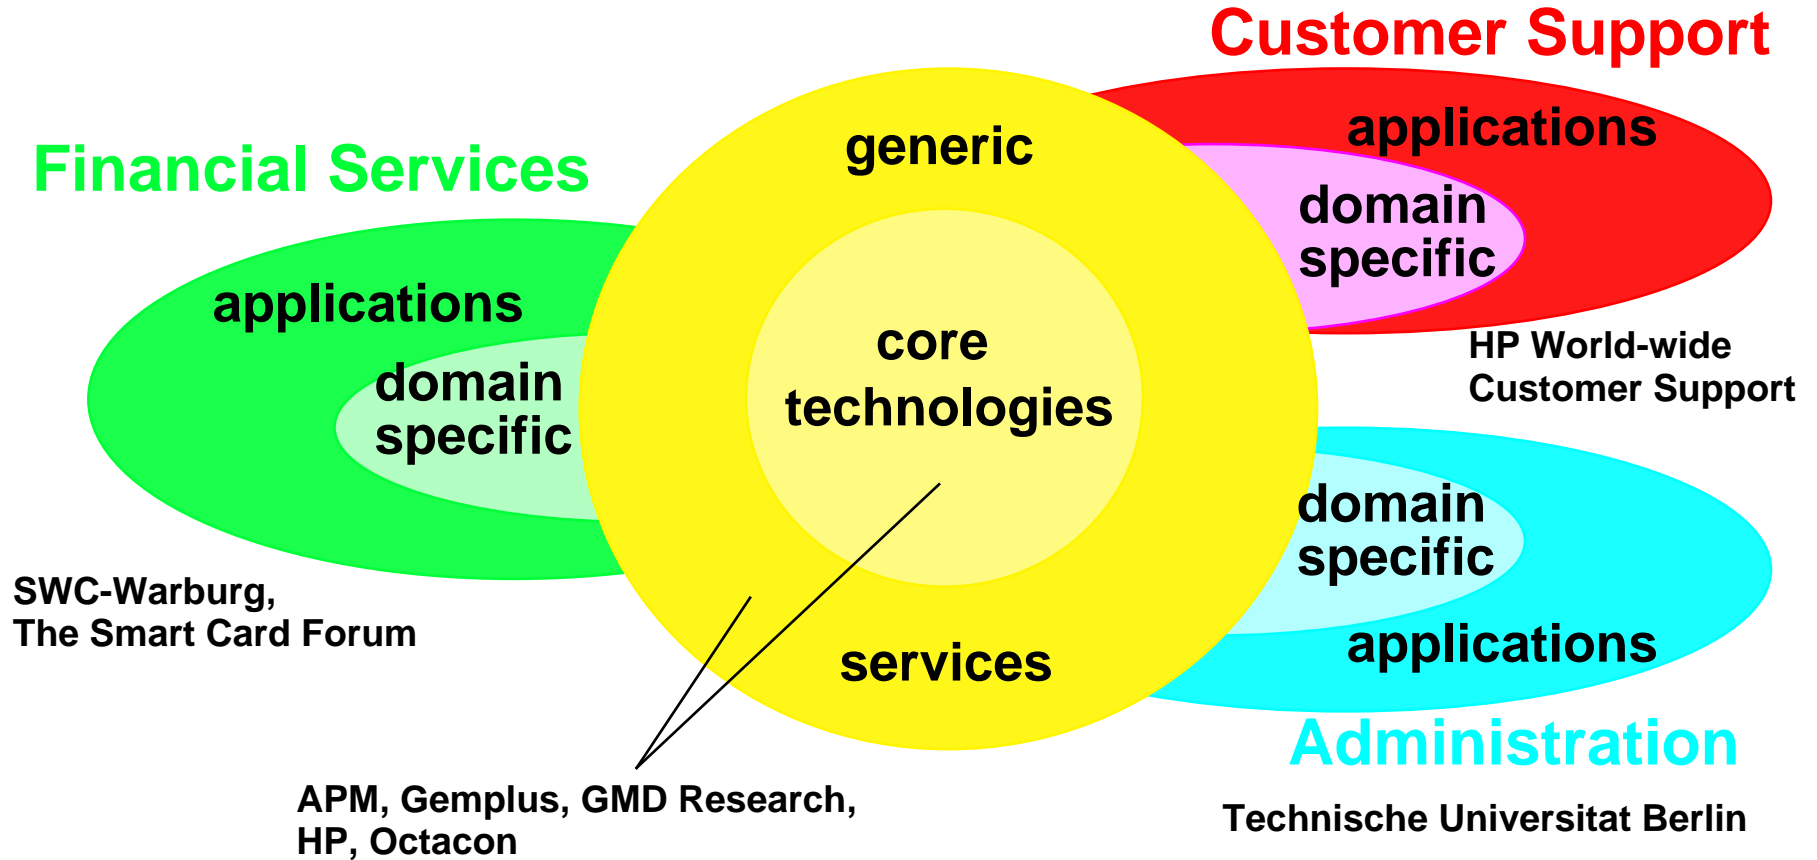 Customer Support
applications
domain
specific
HP World-wide
Customer Support
Financial Services
applications
domain
specific
SWC-Warburg,
The Smart Card Forum
generic
core
technologies
services
APM, Gemplus, GMD Research,
HP, Octacon
domain
specific
applications
Administration
Technische Universitat Berlin